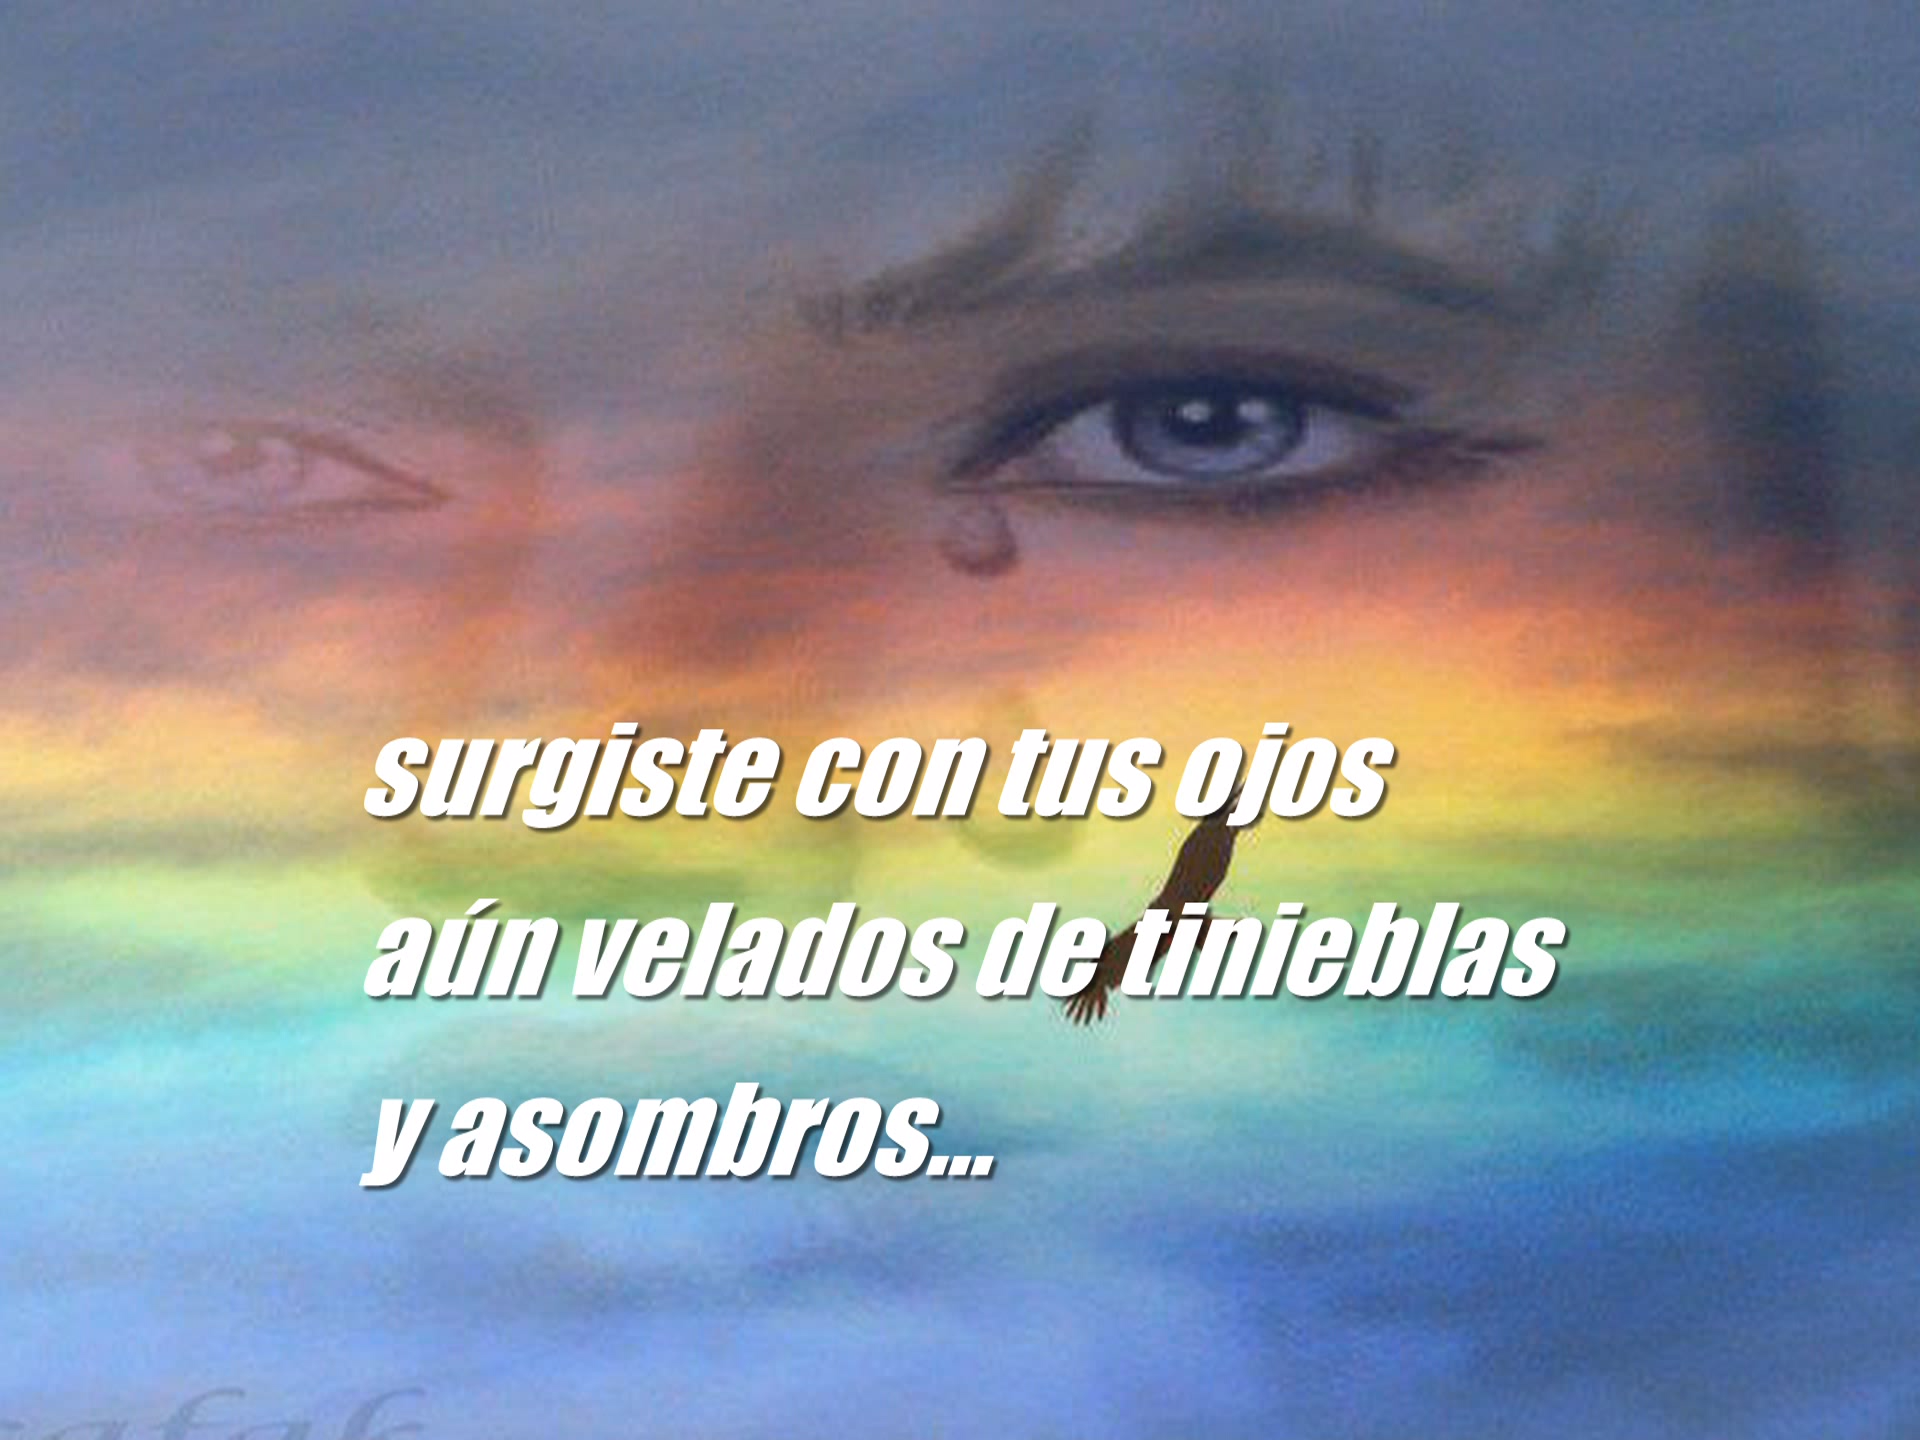 surgiste con tus ojos
aún velados de tinieblas
y asombros...